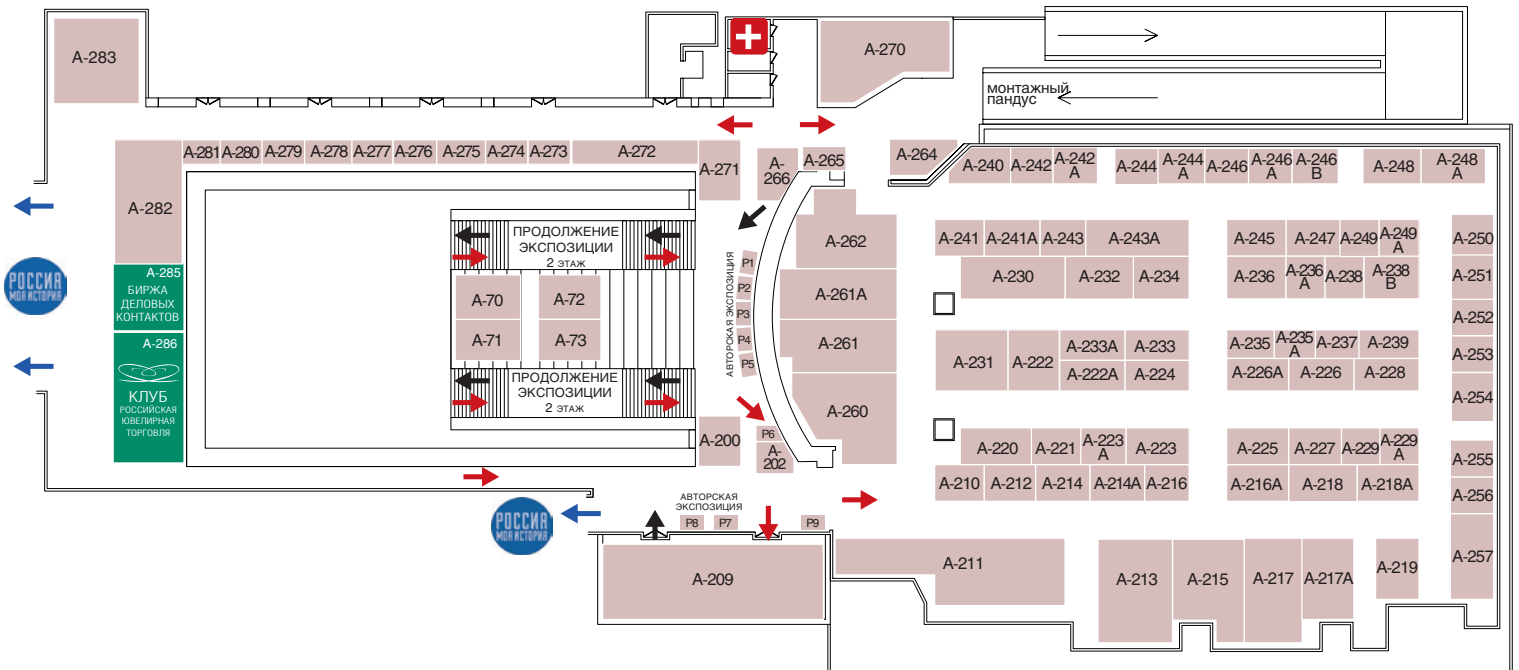 А-283
А-270
монтажный
пандус
А-281
А-280
А-279
А-278
А-277
А-276
А-275
А-274
А-273
А-272
А-271
А-
266
А-265
А-264
А-240
А-242
А-242
А
А-244
А-244
А
А-246
А-246
А
А-246
В
А-248
А-248
А
А-282
ПРОДОЛЖЕНИЕ
ЭКСПОЗИЦИИ
2 ЭТАЖ
А-262
А-241
А-241А
А-243
А-243А
А-245
А-247
А-249
А-249
А
А-250
РОССИЯ
МОЯ ИСТОРИЯ
А-285
БИРЖА
ДЕЛОВЫХ
КОНТАКТОВ
А-70
А-72
А-71
А-73
АВТОРСКАЯ ЭКСПОЗИЦИЯ
Р1
Р2
Р3
Р4
Р5
А-261А
А-230
А-232
А-234
А-236
А-236
А
А-238
А-238
В
А-251
А-252
А-286
КЛУБ
РОССИЙСКАЯ
ЮВЕЛИРНАЯ
ТОРГОВЛЯ
А-261
А-231
А-222
А-233А
А-233
А-222А
А-224
А-235
А-235
А
А-237
А-239
А-226А
А-226
А-228
А-253
А-254
ПРОДОЛЖЕНИЕ
ЭКСПОЗИЦИИ
2 ЭТАЖ
А-260
А-200
Р6
А-
202
А-220
А-221
А-223
А
А-223
А-225
А-227
А-229
А-229
А
А-255
А-210
А-212
А-214
А-214А
А-216
А-216А
А-218
А-218А
А-256
РОССИЯ
МОЯ ИСТОРИЯ
АВТОРСКАЯ
ЭКСПОЗИЦИЯ
Р8
Р7
Р9
А-209
А-211
А-213
А-215
А-217
А-217А
А-219
А-257